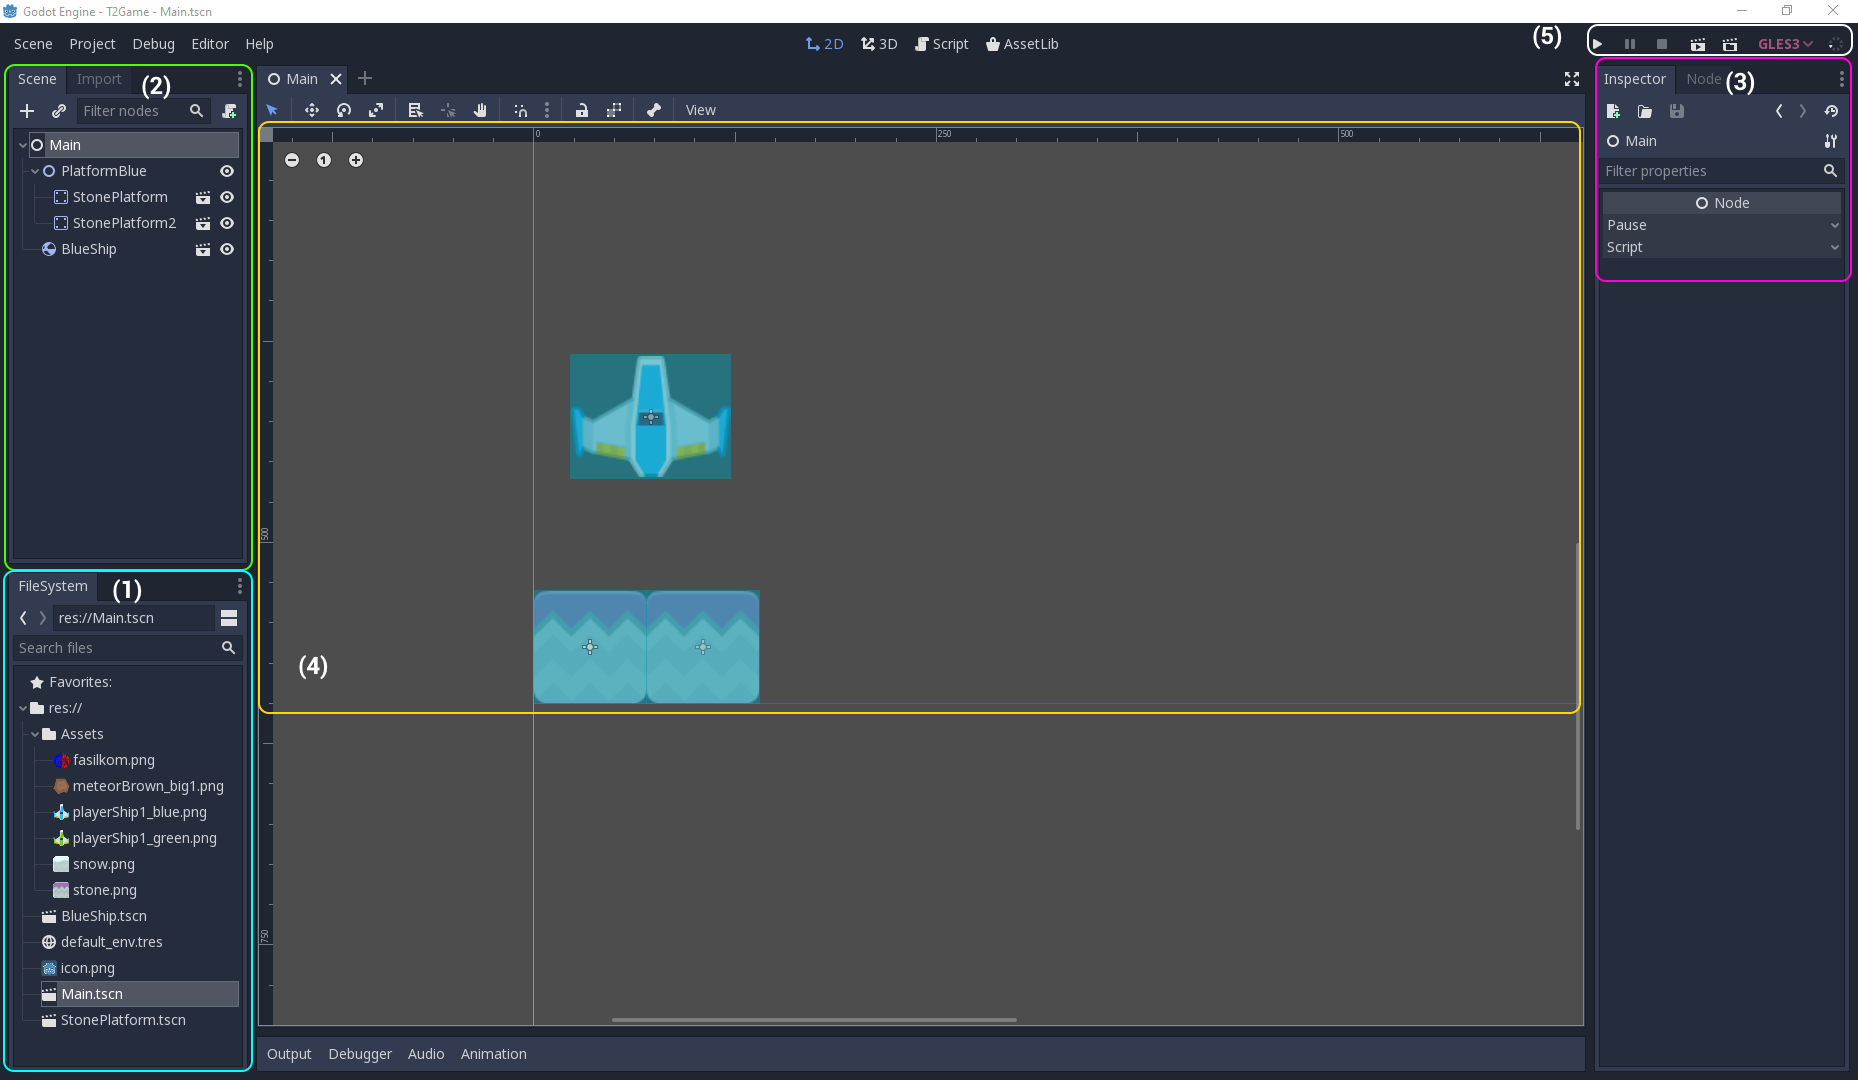 Godot Engine - T2Game - Main.tscn
Scene Project Debug Editor Help
2D 3D Script AssetLib
(5)
GLES3
Scene Import (2)
Filter nodes
Main
PlatformBlue
StonePlatform
StonePlatform2
BlueShip
FileSystem (1)
res://Main.tscn
Search files
Favorites:
res://
Assets
fasilkom.png
meteorBrown_big1.png
playerShip1_blue.png
playerShip1_green.png
snow.png
stone.png
BlueShip.tscn
default_env.tres
icon.png
Main.tscn
StonePlatform.tscn
Main
View
0 250 500
1
500
(4)
750
Output Debugger Audio Animation
Inspector Node (3)
Main
Filter properties
Node
Pause
Script